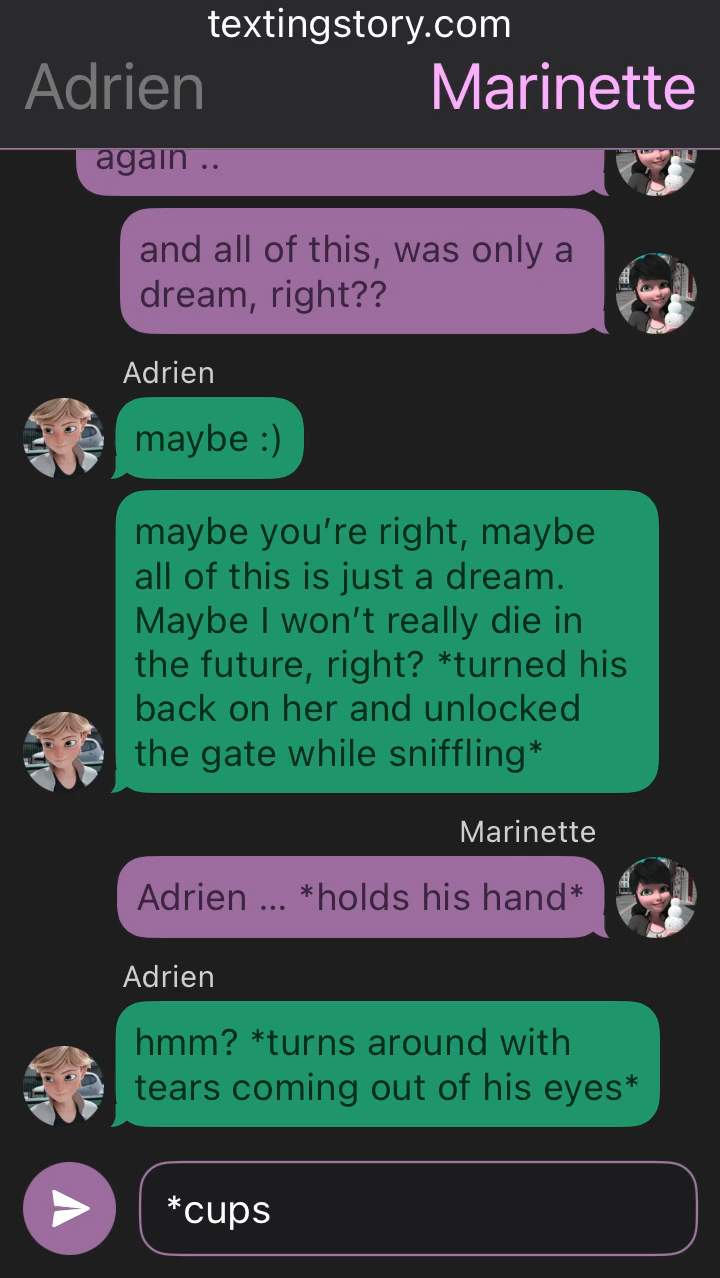 textingstory.com
Adrien
Marinette
again ..
and all of this, was only a
dream, right??
Adrien
maybe :)
maybe you’re right, maybe
all of this is just a dream.
Maybe I won’t really die in
the future, right? *turned his
back on her and unlocked
the gate while sniffling*
Marinette
Adrien ... *holds his hand*
Adrien
hmm? *turns around with
tears coming out of his eyes*
*cups